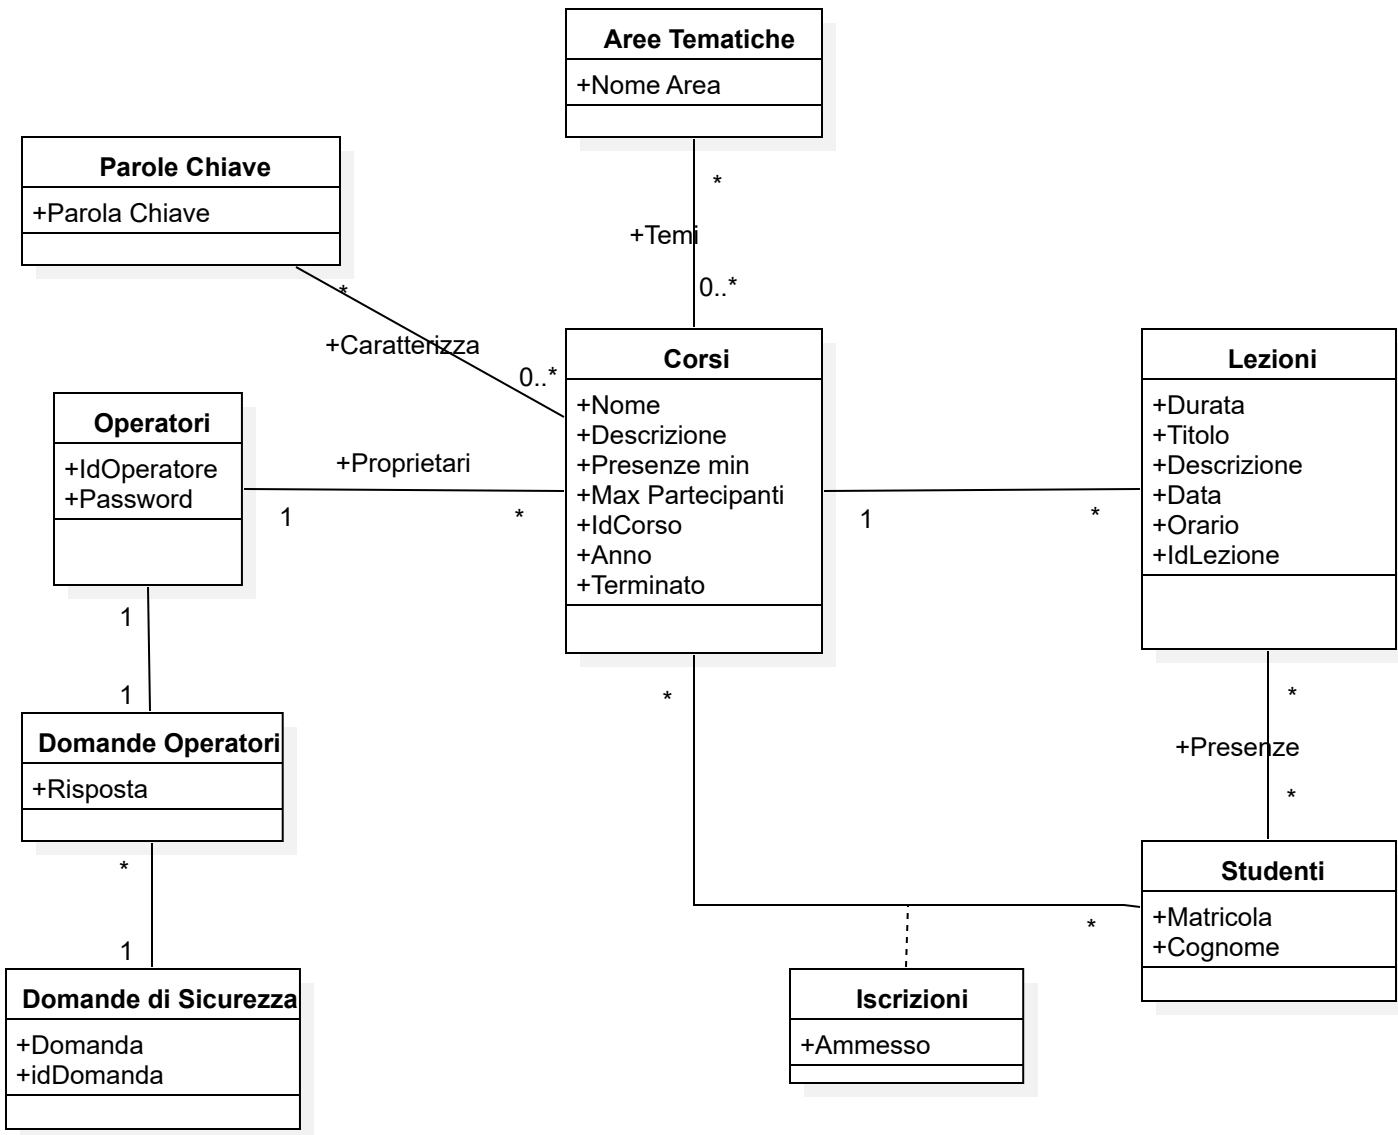 Aree Tematiche
+Nome Area
*
+Temi
0..*
Parole Chiave
+Parola Chiave
*
+Caratterizza
0..*
Operatori
+IdOperatore
+Password
+Proprietari
1
*
Corsi
+Nome
+Descrizione
+Presenze min
+Max Partecipanti
+IdCorso
+Anno
+Terminato
1
*
Lezioni
+Durata
+Titolo
+Descrizione
+Data
+Orario
+IdLezione
1
1
Domande Operatori
+Risposta
*
1
Domande di Sicurezza
+Domanda
+idDomanda
*
*
Iscrizioni
+Ammesso
*
+Presenze
*
Studenti
+Matricola
+Cognome